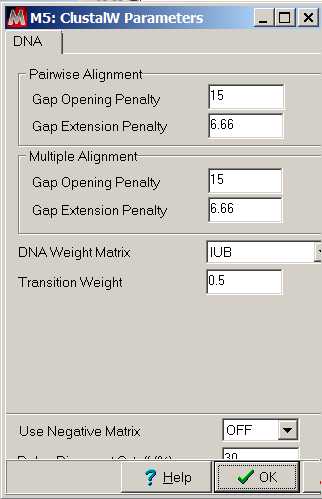 M5: ClustalW Parameters
DNA
Pairwise Alignment
Gap Opening Penalty 15
Gap Extension Penalty 6.66
Multiple Alignment
Gap Opening Penalty 15
Gap Extension Penalty 6.66
DNA Weight Matrix IUB
Transition Weight 0.5
Use Negative Matrix OFF
30
? Help OK